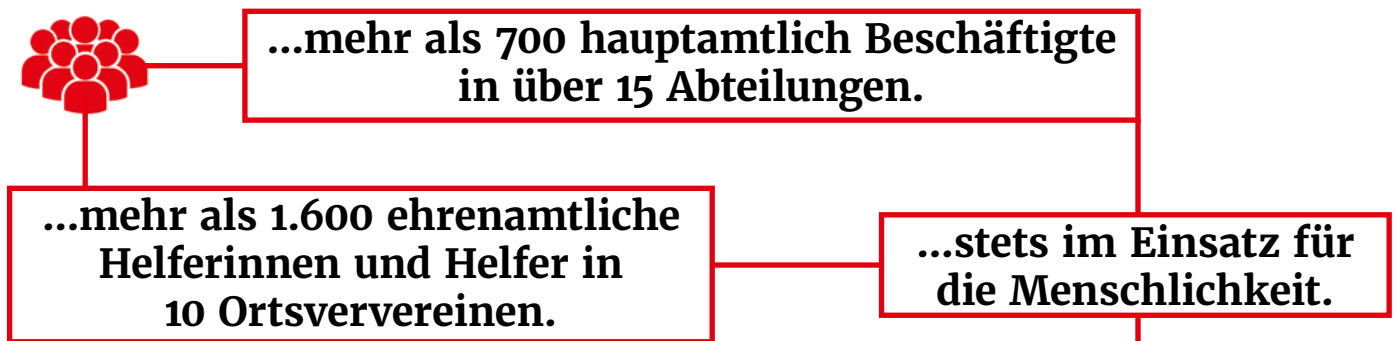 ...mehr als 700 hauptamtlich Beschäftigte
in über 15 Abteilungen.
...mehr als 1.600 ehrenamtliche
Helferinnen und Helfer in
10 Ortsververeinen.
...stets im Einsatz für
die Menschlichkeit.